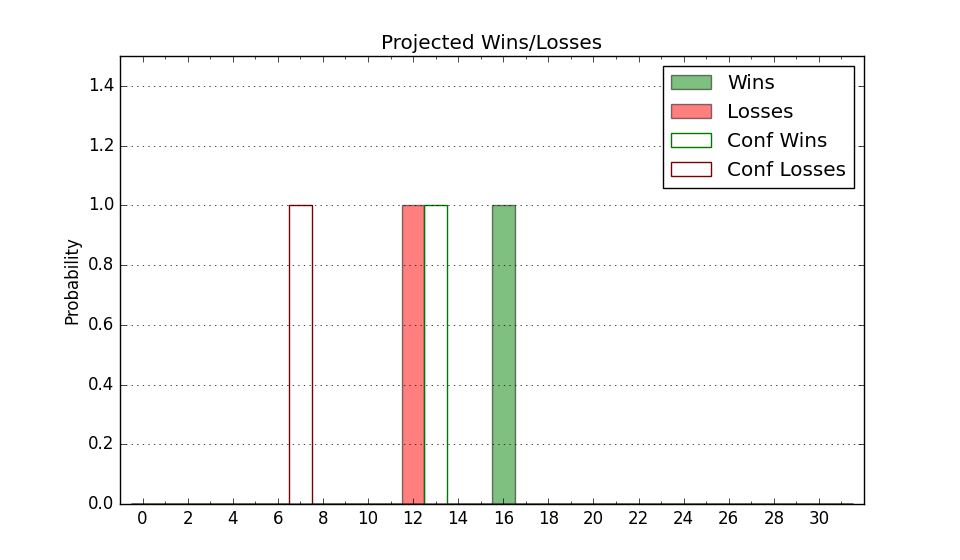 Projected Wins/Losses
Wins
Losses
Conf Wins
Conf Losses
Probability
1.4
1.2
1.0
0.8
0.6
0.4
0.2
0.0
0 2 4 6 8 10 12 14 16 18 20 22 24 26 28 30